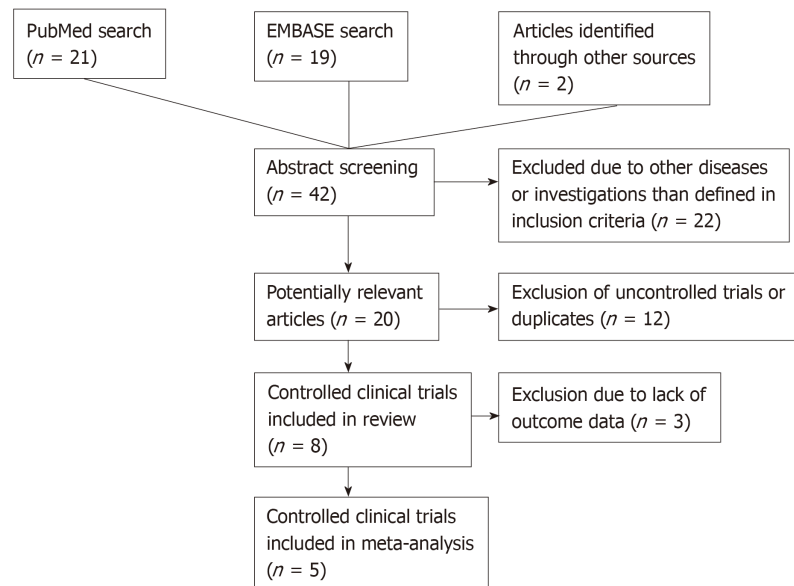 PubMed search
(n = 21)
EMBASE search
(n = 19)
Articles identified
through other sources
(n = 2)
Abstract screening
(n = 42)
Excluded due to other diseases
or investigations than defined in
inclusion criteria (n = 22)
Potentially relevant
articles (n = 20)
Exclusion of uncontrolled trials or
duplicates (n = 12)
Controlled clinical trials
included in review
(n = 8)
Exclusion due to lack of
outcome data (n = 3)
Controlled clinical trials
included in meta-analysis
(n = 5)